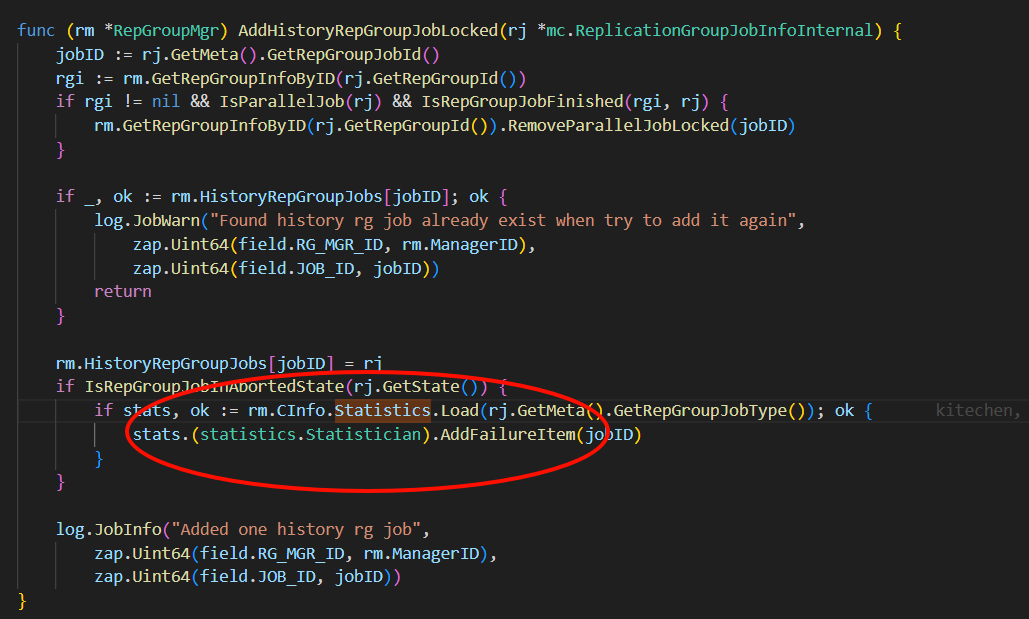 func (rm *RepGroupMgr) AddHistoryRepGroupJobLocked(rj *mc.ReplicationGroupJobInfoInternal) {
    jobID := rj.GetMeta().GetRepGroupJobId()
    rgi := rm.GetRepGroupInfoByID(rj.GetRepGroupId())
    if rgi != nil && IsParallelJob(rj) && IsRepGroupJobFinished(rgi, rj) {
        rm.GetRepGroupInfoByID(rj.GetRepGroupId()).RemoveParallelJobLocked(jobID)
    }
    if _, ok := rm.HistoryRepGroupJobs[jobID]; ok {
        log.JobWarn("Found history rg job already exist when try to add it again",
            zap.Uint64(field.RG_MGR_ID, rm.ManagerID),
            zap.Uint64(field.JOB_ID, jobID))
        return
    }
    rm.HistoryRepGroupJobs[jobID] = rj
    if IsRepGroupJobInAbortedState(rj.GetState()) {
        if stats, ok := rm.CInfo.Statistics.Load(rj.GetMeta().GetRepGroupJobType()); ok {    kitechen,
            stats.(statistics.Statistician).AddFailureItem(jobID)
        }
    }
    log.JobInfo("Added one history rg job",
        zap.Uint64(field.RG_MGR_ID, rm.ManagerID),
        zap.Uint64(field.JOB_ID, jobID))
}